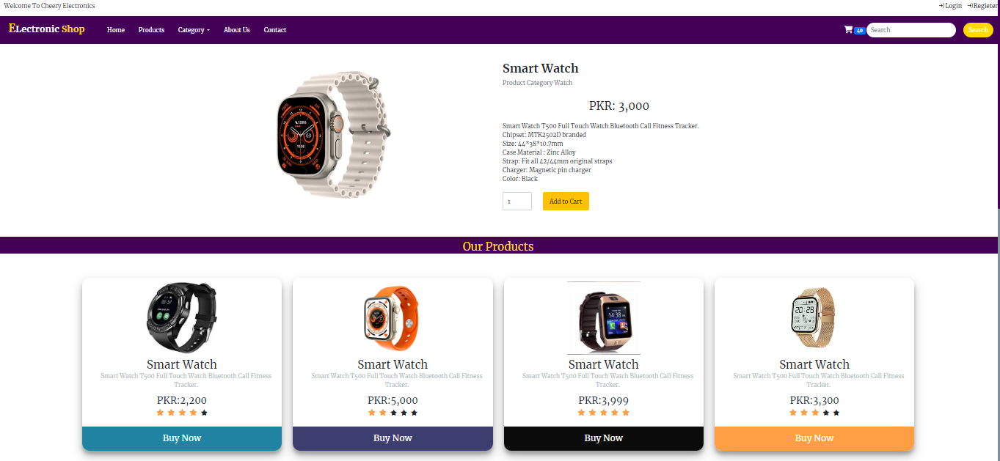 Welcome To Cheery Electronics
Login Regieter
ELectronic Shop Home Products Category About Us Contact 40 Search Search
Smart Watch
Product Category Watch
PKR: 3,000
Smart Watch T500 Full Touch Watch Bluetooth Call Fitness Tracker.
Chipset: MTK2502D branded
Size: 44*38*10.7mm
Case Material : Zinc Alloy
Strap: Fit all 42/44mm original straps
Charger: Magnetic pin charger
Color: Black
1 Add to Cart
Our Products
20:28
14:38
Smart Watch
Smart Watch T500 Full Touch Watch Bluetooth Call Fitness
Tracker.
PKR:2,200
Buy Now
Smart Watch
Smart Watch T500 Full Touch Watch Bluetooth Call Fitness
Tracker.
PKR:5,000
Buy Now
Smart Watch
Smart Watch T500 Full Touch Watch Bluetooth Call Fitness
Tracker.
PKR:3,999
Buy Now
Smart Watch
Smart Watch T500 Full Touch Watch Bluetooth Call Fitness
Tracker.
PKR:3,300
Buy Now